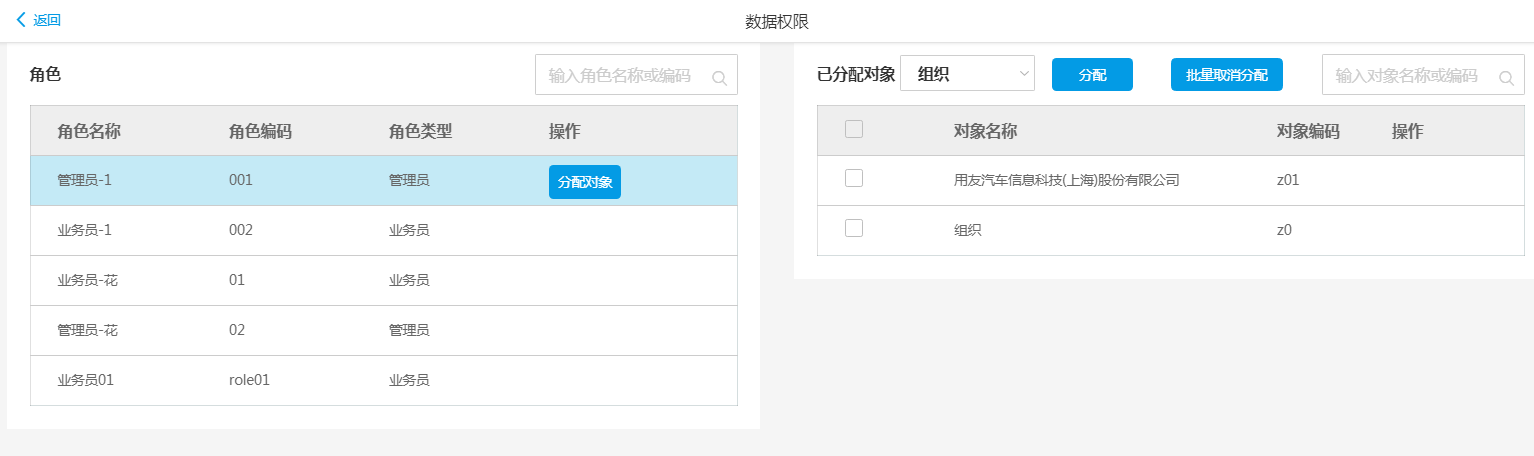 返回
数据权限
角色
输入角色名称或编码
角色名称 角色编码 角色类型 操作
管理员-1 001 管理员 分配对象
业务员-1 002 业务员
业务员-花 01 业务员
管理员-花 02 管理员
业务员01 role01 业务员
已分配对象 组织 分配 批量取消分配 输入对象名称或编码
对象名称 对象编码 操作
用友汽车信息科技(上海)股份有限公司 z01
组织 z0